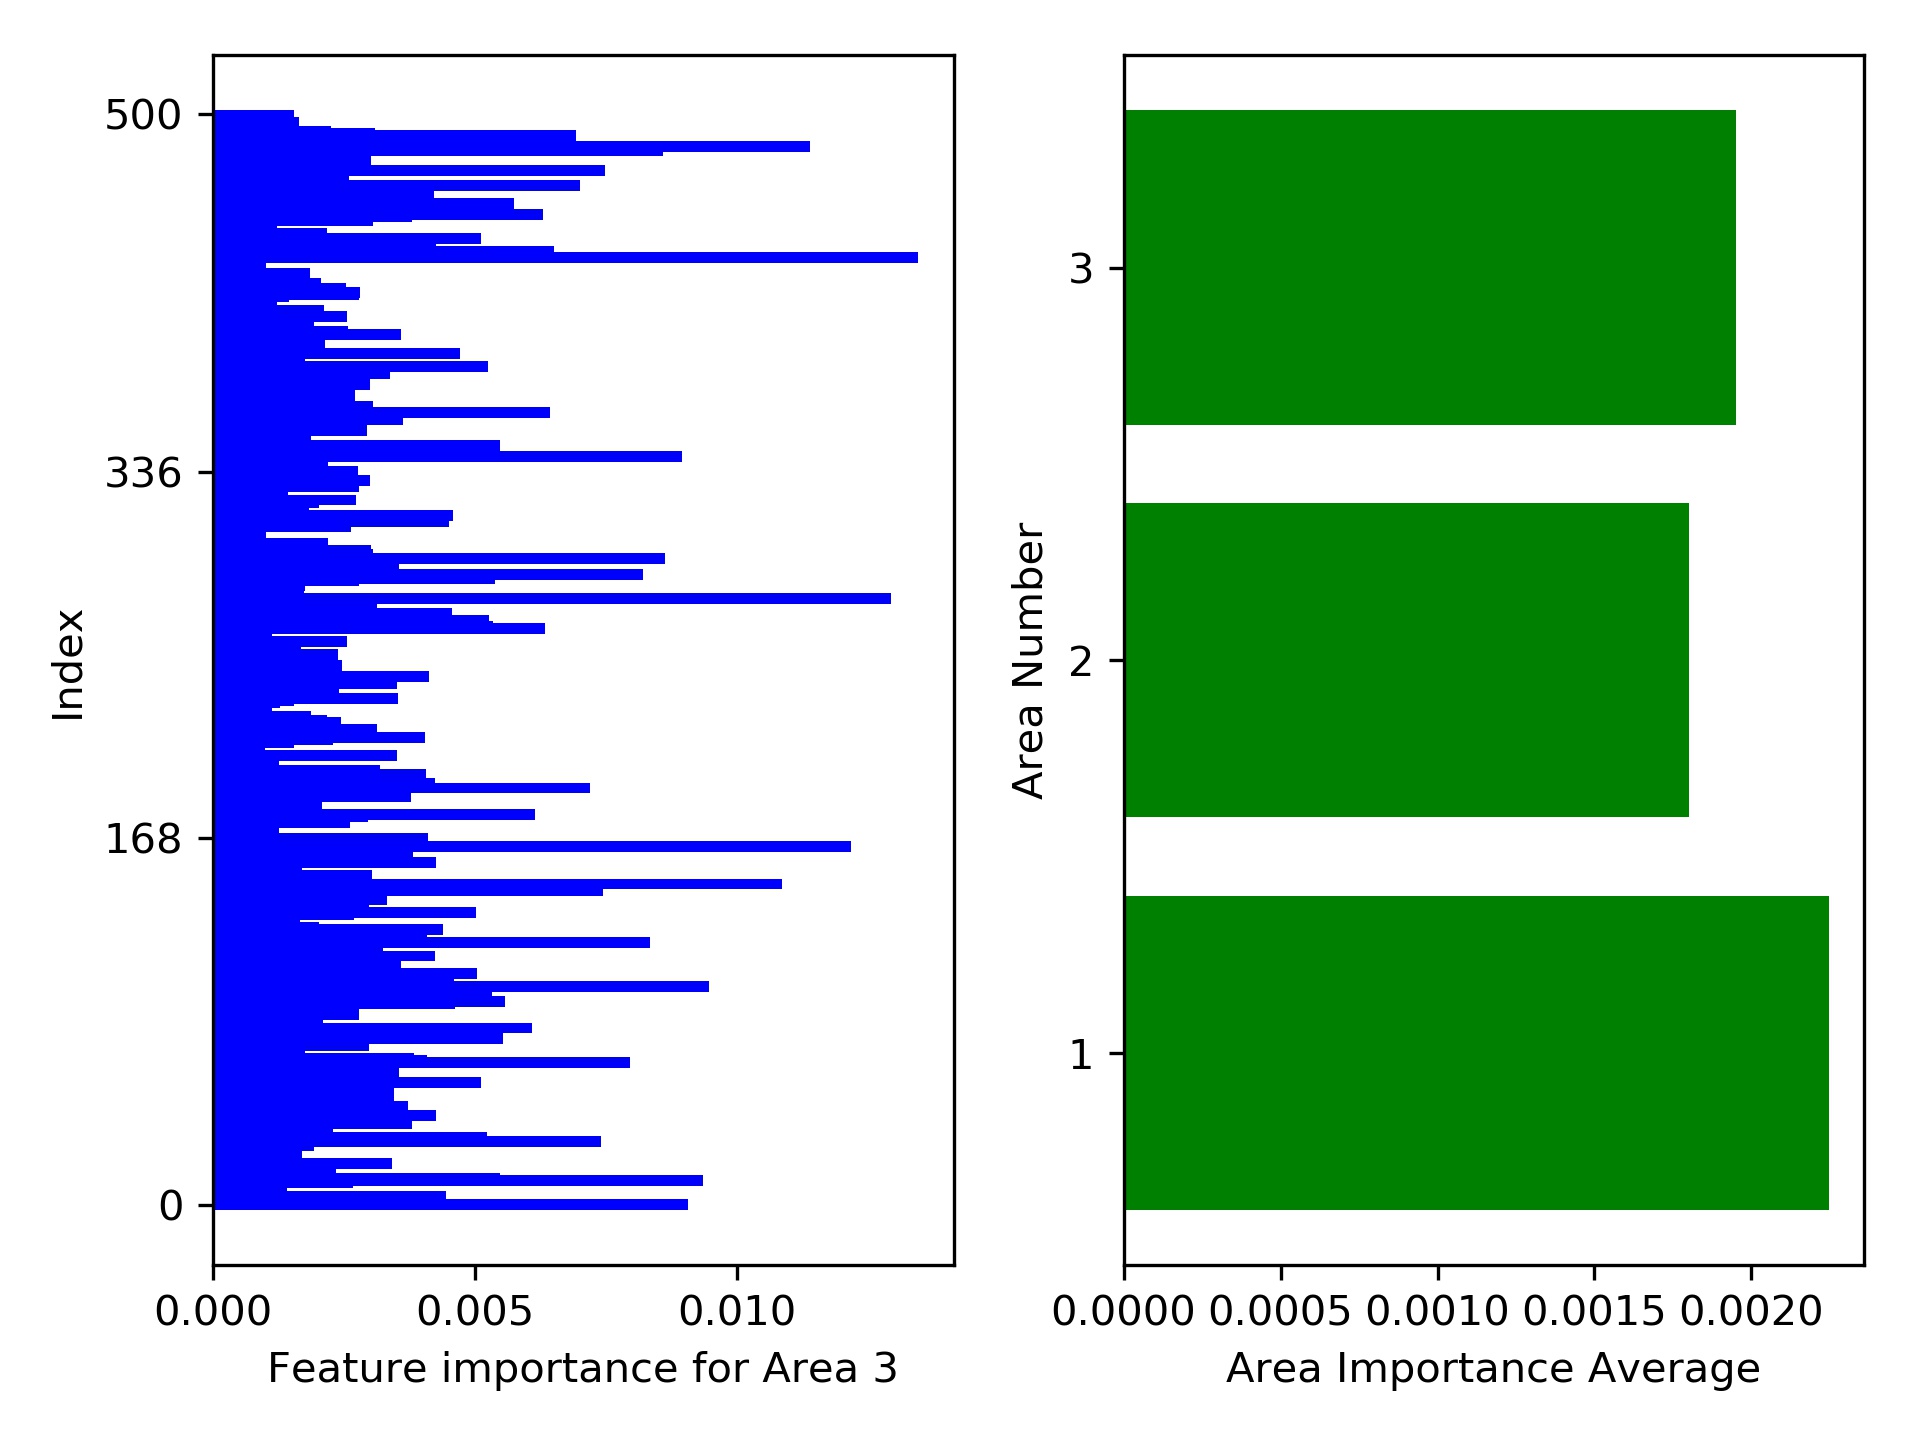 500
336
168
0
Index
0.000 0.005 0.010
Feature importance for Area 3
3
2
1
Area Number
0.0000 0.0005 0.0010 0.0015 0.0020
Area Importance Average